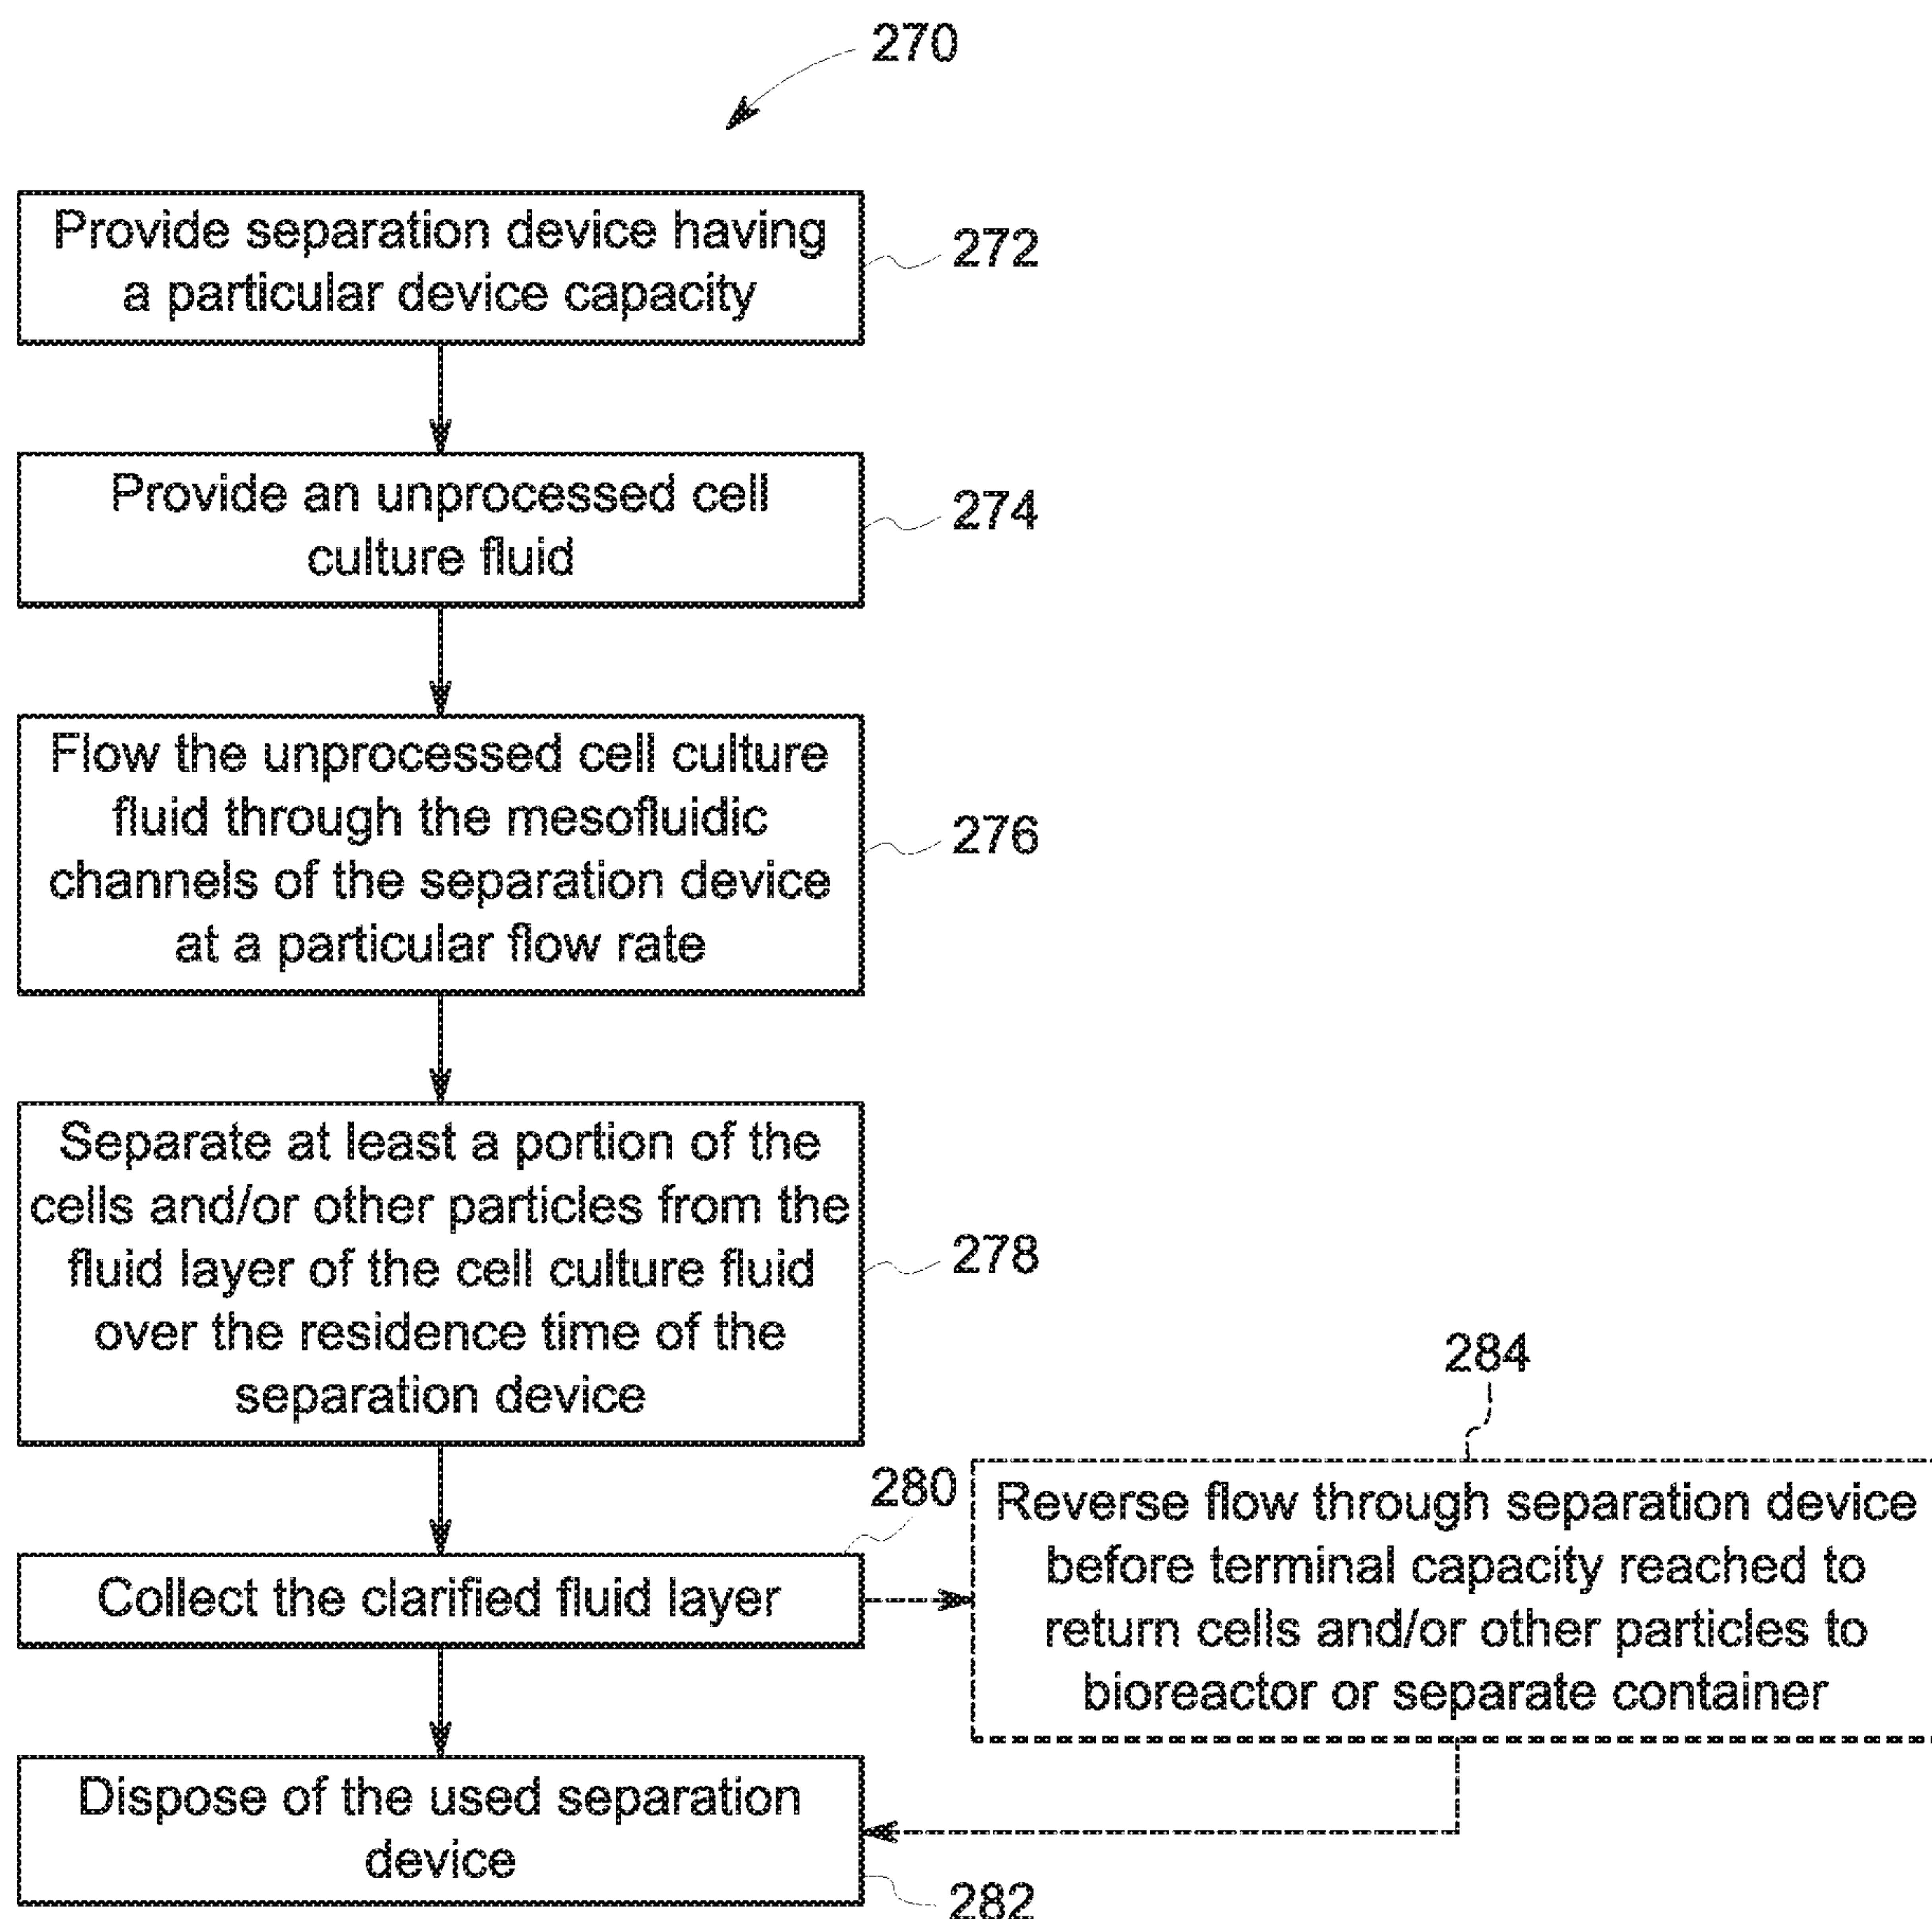 270
Provide separation device having
a particular device capacity
272
Provide an unprocessed cell
culture fluid
274
Flow the unprocessed cell culture
fluid through the mesofluidic
channels of the separation device
at a particular flow rate
276
Separate at least a portion of the
cells and/or other particles from the
fluid layer of the cell culture fluid
over the residence time of the
separation device
278
Collect the clarified fluid layer
280
284
Reverse flow through separation device
before terminal capacity reached to
return cells and/or other particles to
bioreactor or separate container
Dispose of the used separation
device
282